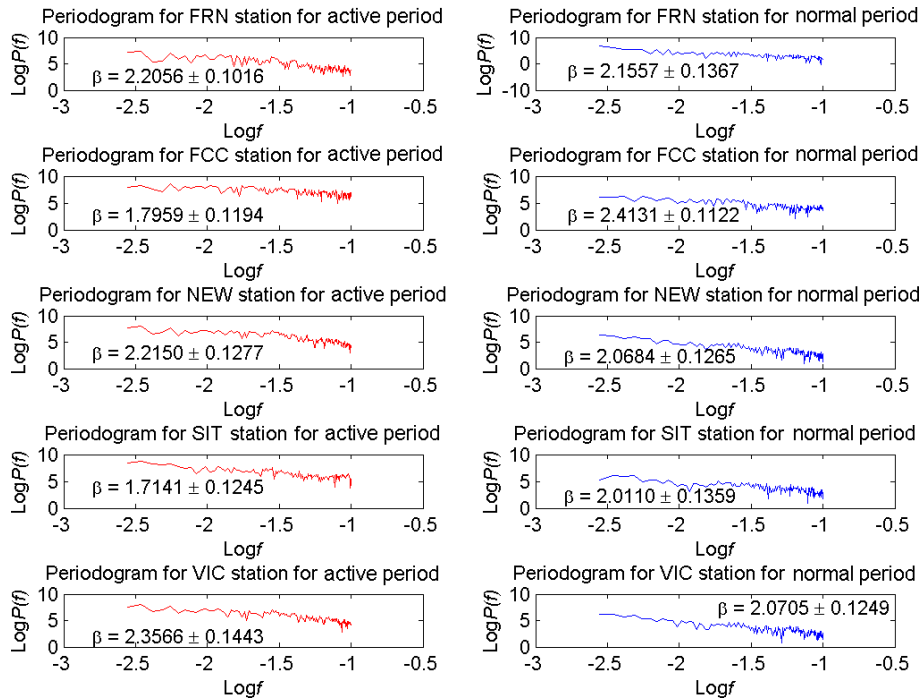 Periodogram for FRN station for active period
LogP(f)
10
5
0
β = 2.2056 ± 0.1016
-3 -2.5 -2 -1.5 -1 -0.5
Logf
Periodogram for FRN station for normal period
LogP(f)
10
0
-10
β = 2.1557 ± 0.1367
-3 -2.5 -2 -1.5 -1 -0.5
Logf
Periodogram for FCC station for active period
LogP(f)
10
5
0
β = 1.7959 ± 0.1194
-3 -2.5 -2 -1.5 -1 -0.5
Logf
Periodogram for FCC station for normal period
LogP(f)
10
5
0
β = 2.4131 ± 0.1122
-3 -2.5 -2 -1.5 -1 -0.5
Logf
Periodogram for NEW station for active period
LogP(f)
10
5
0
β = 2.2150 ± 0.1277
-3 -2.5 -2 -1.5 -1 -0.5
Logf
Periodogram for NEW station for normal period
LogP(f)
10
5
0
β = 2.0684 ± 0.1265
-3 -2.5 -2 -1.5 -1 -0.5
Logf
Periodogram for SIT station for active period
LogP(f)
10
5
0
β = 1.7141 ± 0.1245
-3 -2.5 -2 -1.5 -1 -0.5
Logf
Periodogram for SIT station for normal period
LogP(f)
10
5
0
β = 2.0110 ± 0.1359
-3 -2.5 -2 -1.5 -1 -0.5
Logf
Periodogram for VIC station for active period
LogP(f)
10
5
0
β = 2.3566 ± 0.1443
-3 -2.5 -2 -1.5 -1 -0.5
Logf
Periodogram for VIC station for normal period
LogP(f)
10
5
0
β = 2.0705 ± 0.1249
-3 -2.5 -2 -1.5 -1 -0.5
Logf